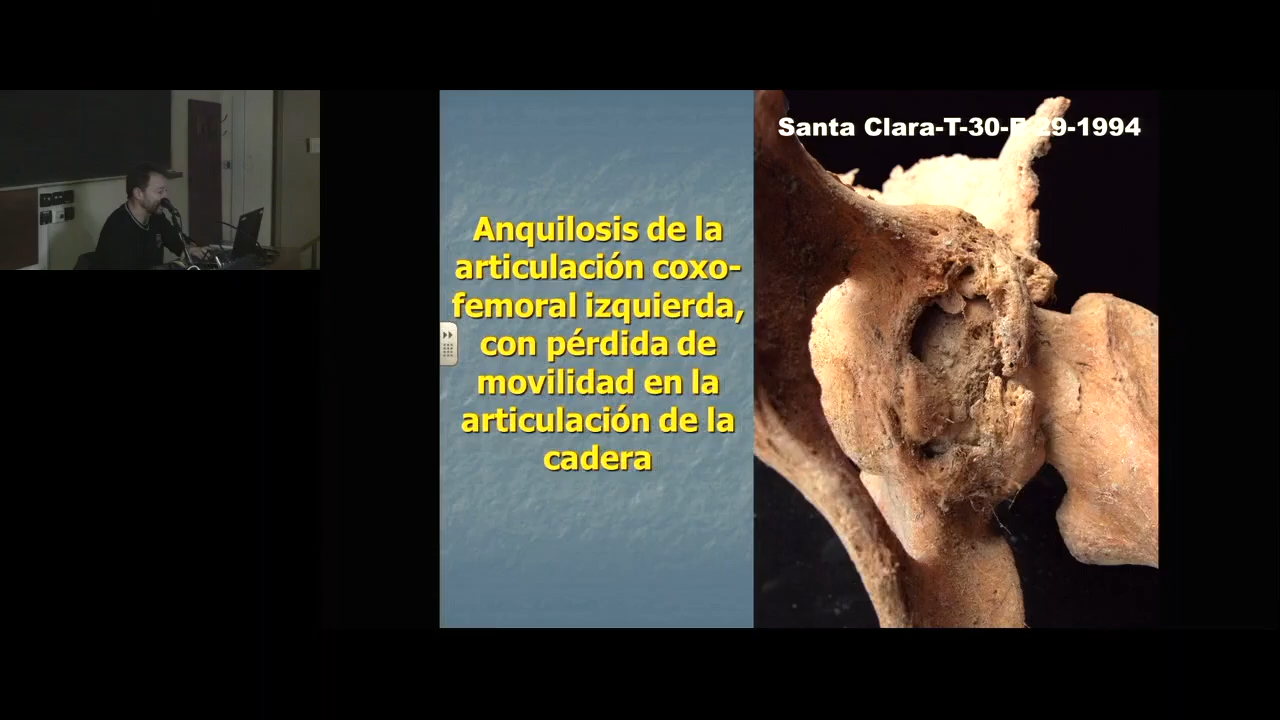 Santa Clara-T-30-E-29-1994
Anquilosis de la
articulación coxo-
femoral izquierda,
con pérdida de
movilidad en la
articulación de la
cadera